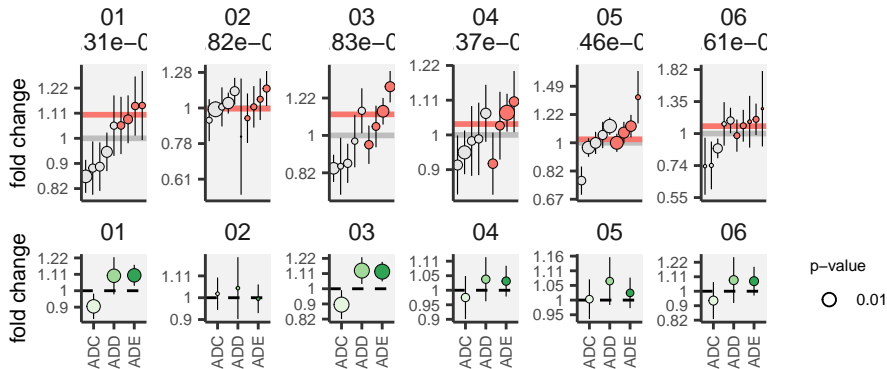 01 02 03 04 05 06
.31e−0 .82e−0 .83e−0 .37e−0 .46e−0 .61e−0
fold change
1.22 1.11 1 0.9 0.82
1.28 1 0.78 0.61
1.22 1 0.82
1.22 1.11 1 0.9
1.49 1.22 1 0.82 0.67
1.82 1.35 1 0.74 0.55
01 02 03 04 05 06
fold change
1.22 1.11 1 0.9
1.11 1 0.9
1.22 1.11 1 0.9 0.82
1.11 1.05 1 0.95 0.9
1.16 1.11 1.05 1 0.95
1.22 1.11 1 0.9 0.82
ADC ADD ADE ADC ADD ADE ADC ADD ADE ADC ADD ADE ADC ADD ADE ADC ADD ADE
p−value
0.01